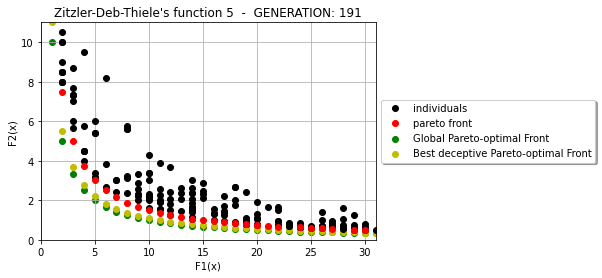 Zitzler-Deb-Thiele's function 5 - GENERATION: 191
10
8
6
4
2
0
F2(x)
0 5 10 15 20 25 30
F1(x)
individuals
pareto front
Global Pareto-optimal Front
Best deceptive Pareto-optimal Front